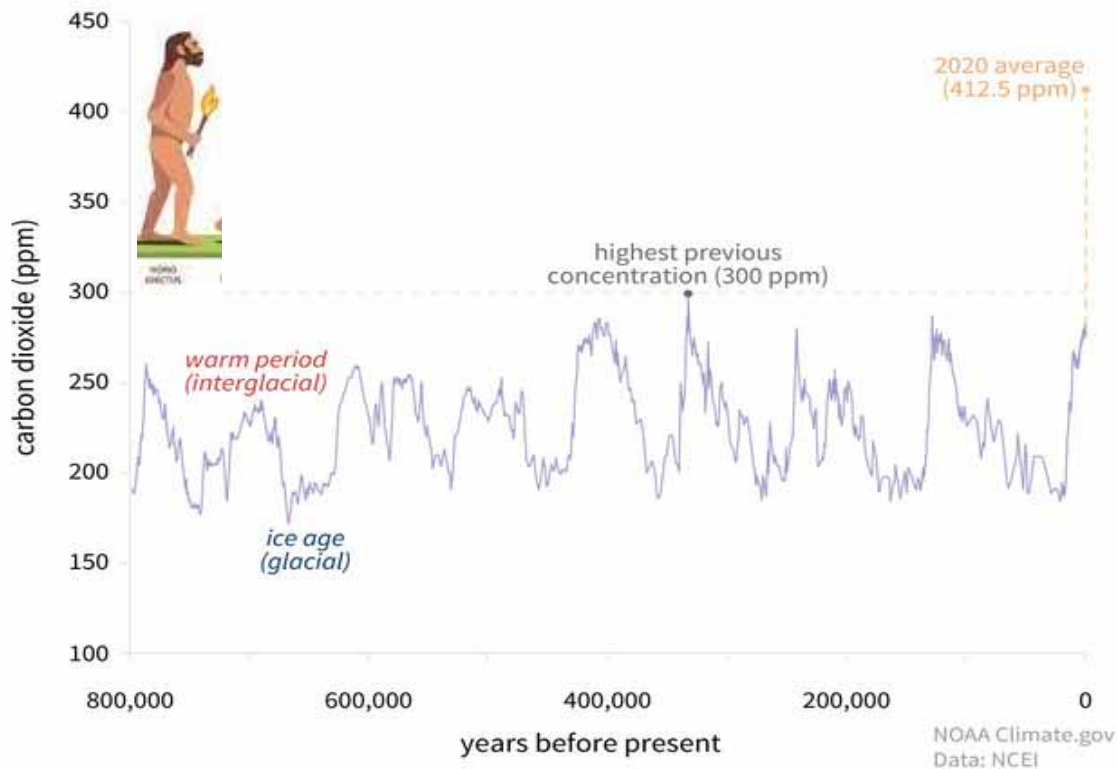 450
400
350
300
250
200
150
100
carbon dioxide (ppm)
HOMO
ERECTUS
2020 average
(412.5 ppm)
highest previous
concentration (300 ppm)
warm period
(interglacial)
ice age
(glacial)
800,000
600,000
400,000
200,000
0
years before present
NOAA Climate.gov
Data: NCEI